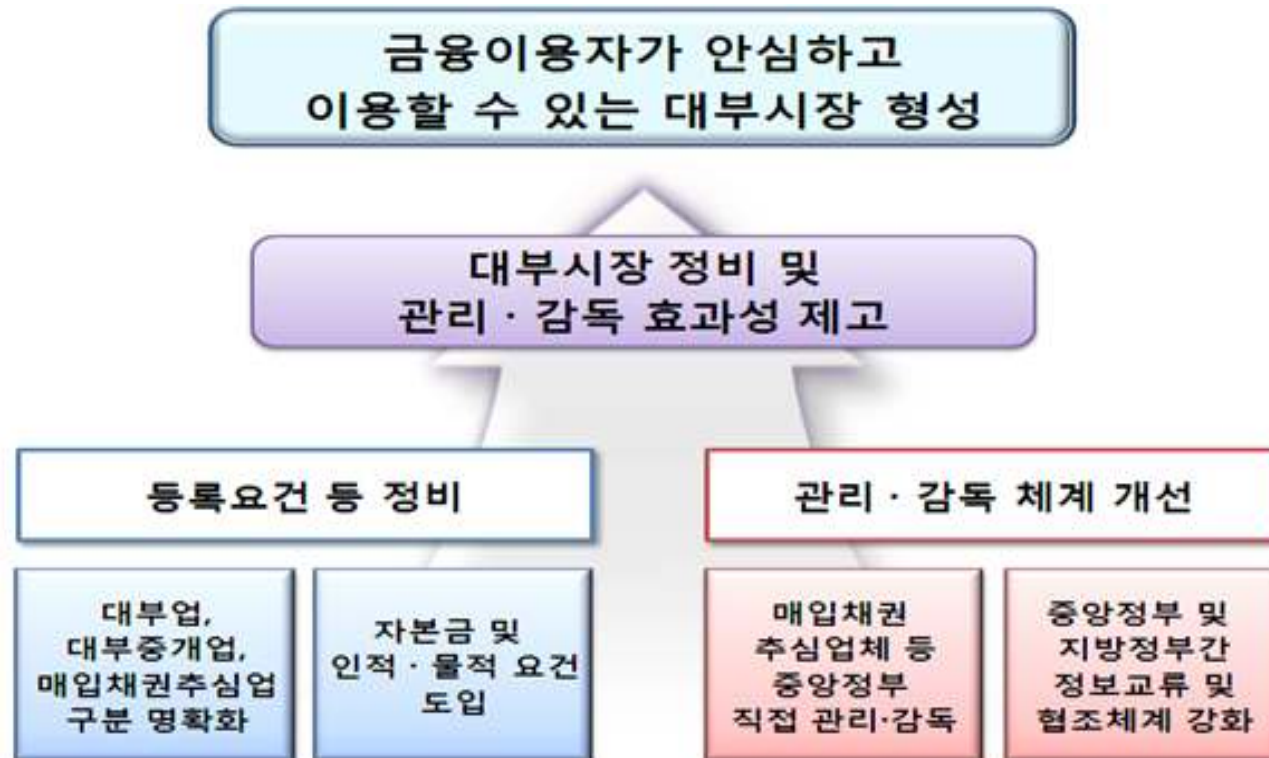 금융이용자가 안심하고
이용할 수 있는 대부시장 형성
대부시장 정비 및
관리 · 감독 효과성 제고
등록요건 등 정비
대부업,
대부중개업,
매입채권추심업
구분 명확화
자본금 및
인적 · 물적 요건
도입
관리 · 감독 체계 개선
매입채권
추심업체 등
중앙정부
직접 관리·감독
중앙정부 및
지방정부간
정보교류 및
협조체계 강화